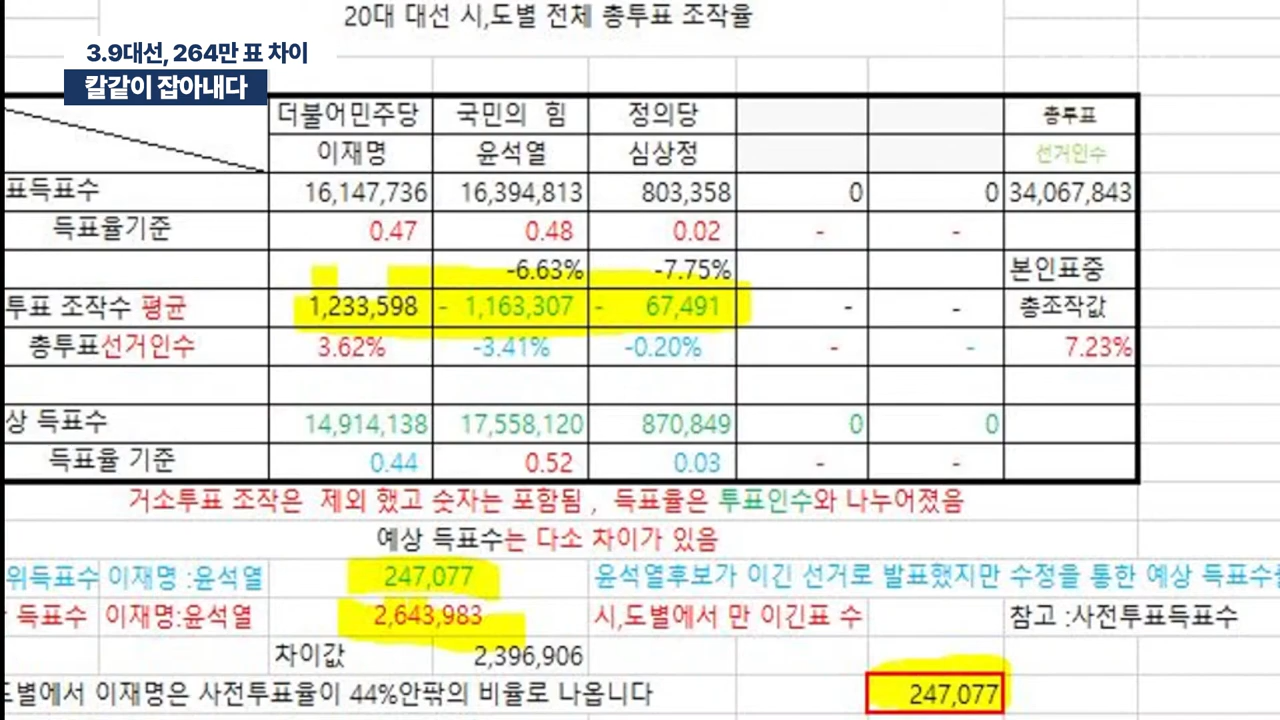 20대 대선 시,도별 전체 총투표 조작율
3.9대선, 264만 표 차이
칼같이 잡아내다
더불어민주당 국민의 힘 정의당 총투표
이재명 윤석열 심상정 선거인수
표득표수 16,147,736 16,394,813 803,358 0 0 34,067,843
득표율기준 0.47 0.48 0.02 - -
-6.63% -7.75% 본인표중
투표 조작수 평균 1,233,598 - 1,163,307 - 67,491 - - 총조작값
총투표선거인수 3.62% -3.41% -0.20% - - 7.23%
상 득표수 14,914,138 17,558,120 870,849 0 0
득표율 기준 0.44 0.52 0.03 - -
거소투표 조작은 제외 했고 숫자는 포함됨 , 득표율은 투표인수와 나누어졌음
예상 득표수는 다소 차이가 있음
위득표수 이재명 :윤석열 247,077 윤석열후보가 이긴 선거로 발표했지만 수정을 통한 예상 득표수
득표수 이재명:윤석열 2,643,983 시,도별에서 만 이긴표 수 참고 :사전투표득표수
차이값 2,396,906
도별에서 이재명은 사전투표율이 44%안팎의 비율로 나옵니다 247,077